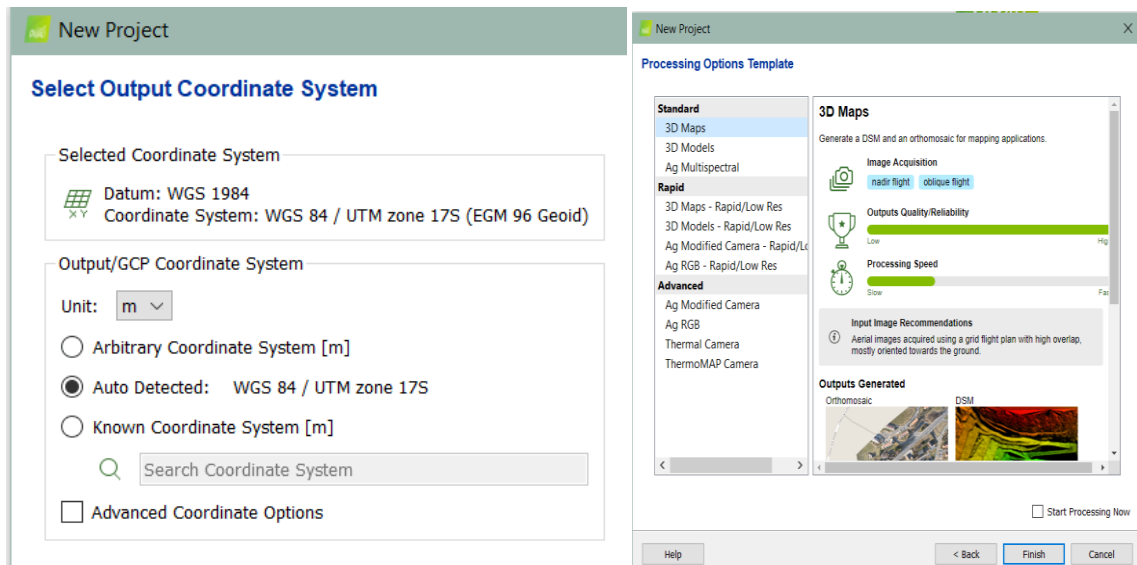 New Project
Select Output Coordinate System
Selected Coordinate System
X Y
Datum: WGS 1984
Coordinate System: WGS 84 / UTM zone 17S (EGM 96 Geoid)
Output/GCP Coordinate System
Unit: m
Arbitrary Coordinate System [m]
Auto Detected: WGS 84 / UTM zone 17S
Known Coordinate System [m]
Search Coordinate System
Advanced Coordinate Options
New Project
X
Processing Options Template
Standard
3D Maps
3D Models
Ag Multispectral
Rapid
3D Maps - Rapid/Low Res
3D Models - Rapid/Low Res
Ag Modified Camera - Rapid/Lo
Ag RGB - Rapid/Low Res
Advanced
Ag Modified Camera
Ag RGB
Thermal Camera
ThermoMAP Camera
3D Maps
Generate a DSM and an orthomosaic for mapping applications.
Image Acquisition
nadir flight oblique flight
Outputs Quality/Reliability
Low Hig
Processing Speed
Slow Fas
Input Image Recommendations
Aerial images acquired using a grid flight plan with high overlap,
mostly oriented towards the ground.
Outputs Generated
Orthomosaic DSM
Start Processing Now
Help < Back Finish Cancel